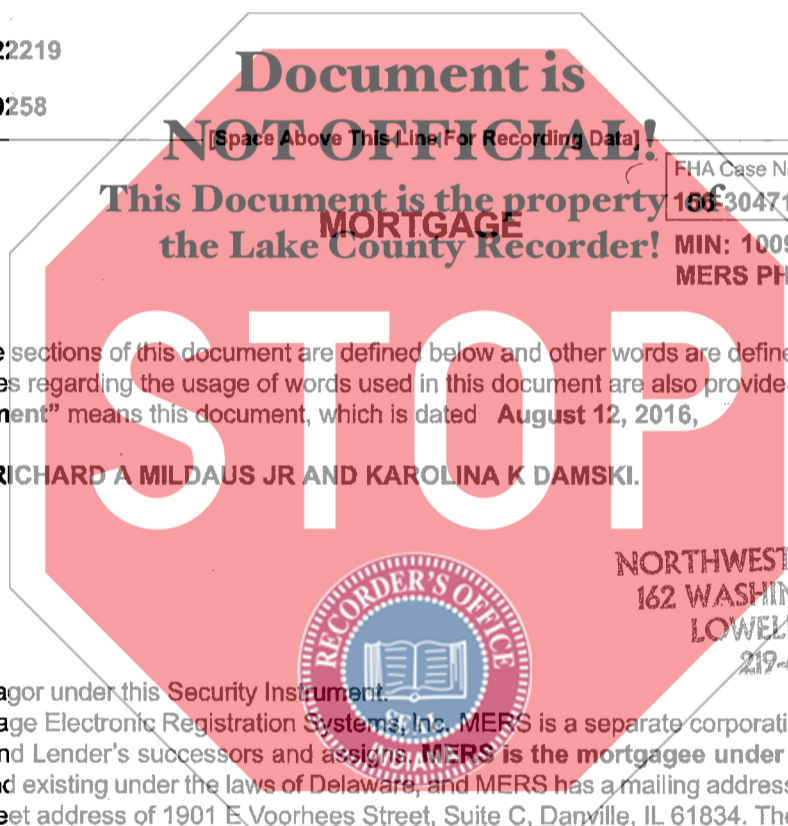 22219
0258
Document is
NOT OFFICIAL!
[Space Above This Line For Recording Data]
FHA Case N
This Document is the property of
156-30471
MORTGAGE
the Lake County Recorder!
MIN: 1009
MERS PH
STOP
e sections of this document are defined below and other words are define
es regarding the usage of words used in this document are also provide
ment” means this document, which is dated August 12, 2016,
RICHARD A MILDAUS JR AND KAROLINA K DAMSKI.
NORTHWEST
162 WASHIN
LOWEL
219-
RECORDER'S OFFICE
SEAL
INDIANA
agor under this Security Instrument.
age Electronic Registration Systems, Inc. MERS is a separate corporati
nd Lender's successors and assigns. MERS is the mortgagee under
d existing under the laws of Delaware, and MERS has a mailing address
eet address of 1901 E Voorhees Street, Suite C, Danville, IL 61834. The